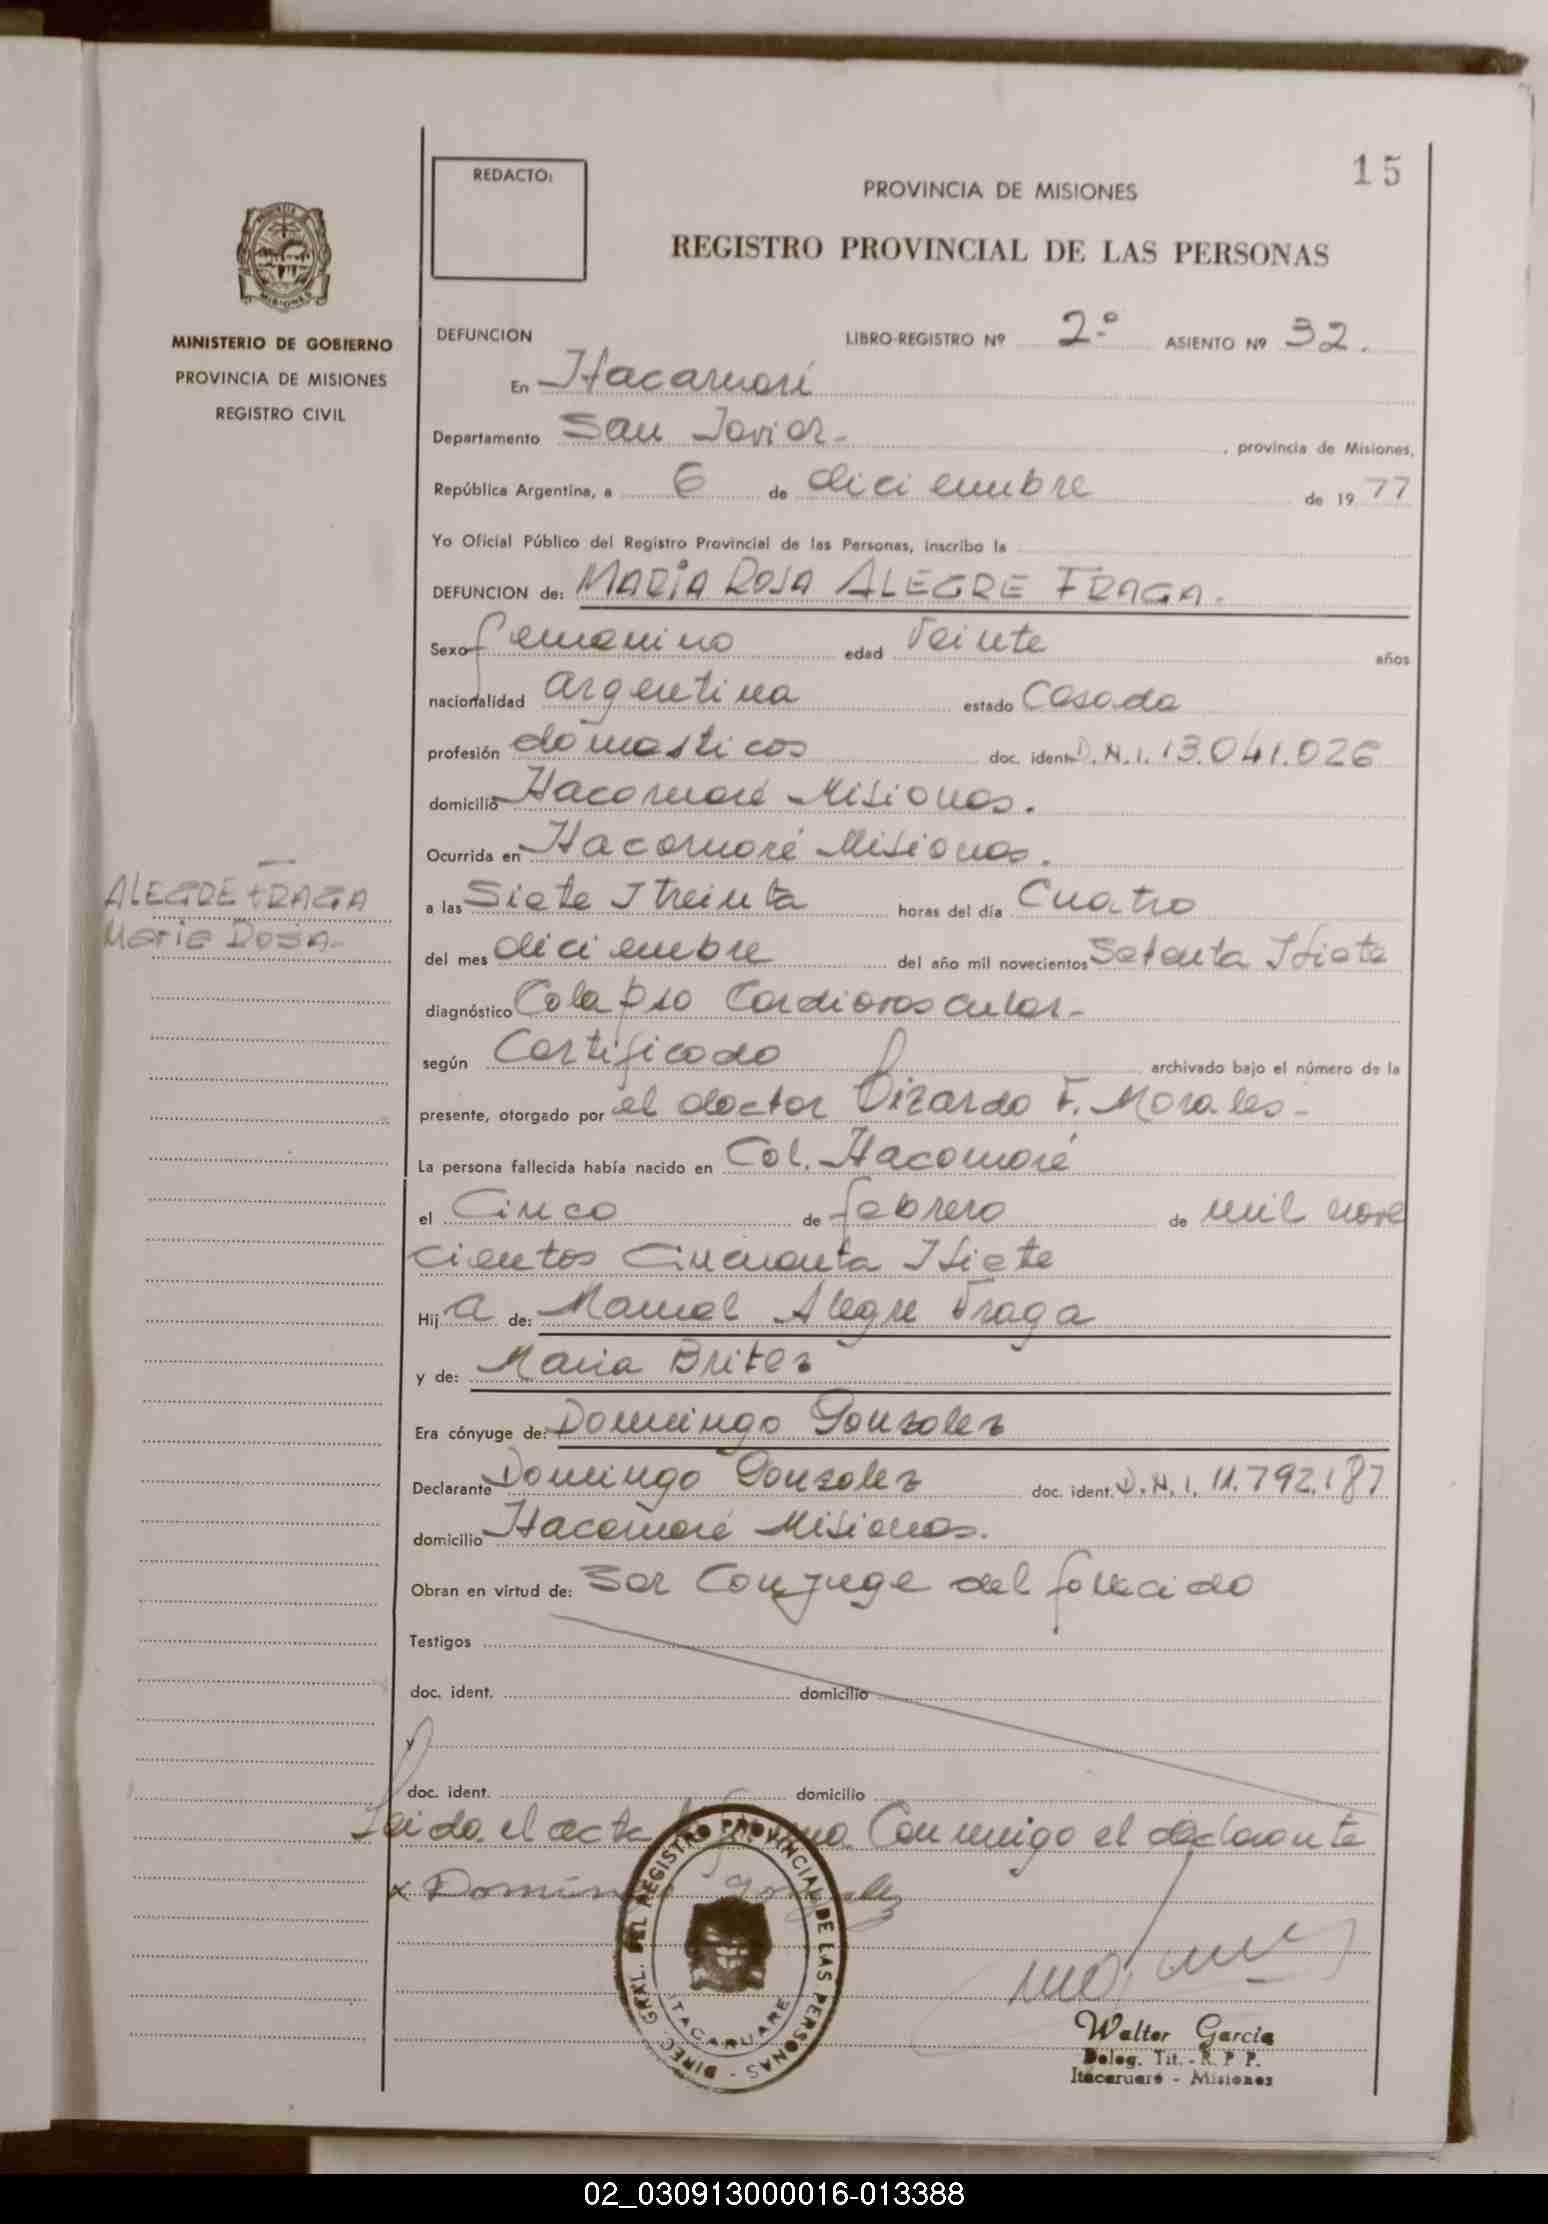 15
REDACTO:
PROVINCIA DE MISIONES
REGISTRO PROVINCIAL DE LAS PERSONAS
MINISTERIO DE GOBIERNO
PROVINCIA DE MISIONES
REGISTRO CIVIL
DEFUNCION LIBRO-REGISTRO Nº 2º ASIENTO Nº 32.
En Itacaruaré
Departamento San Javier - , provincia de Misiones,
República Argentina, a 6 de diciembre de 1977
Yo Oficial Público del Registro Provincial de las Personas, inscribo la
DEFUNCION de: MARIA ROSA ALEGRE FRAGA.
Sexo femenino edad Veinte años
nacionalidad argentina estado Casada
profesión domesticos doc. ident. D.N.I. 13.041.026
domicilio Itacaruaré Misiones.
Ocurrida en Itacaruaré Misiones.
ALEGRE FRAGA
Maria Rosa -
a las Siete y treinta horas del día Cuatro
del mes diciembre del año mil novecientos Setenta y siete
diagnóstico Colapso Cardiovascular -
según Certificado archivado bajo el número de la
presente, otorgado por el doctor Lizardo F. Morales -
La persona fallecida había nacido en Col. Itacaruaré
el Cinco de febrero de mil nove
cientos Cincuenta y siete
Hija de: Manuel Alegre Fraga
y de: Maria Britez
Era cónyuge de: Domingo Gonzalez
Declarante Domingo Gonzalez doc. ident. D.N.I. 11.792.187
domicilio Itacaruaré Misiones.
Obran en virtud de: Ser Conyuge del fallecido
Testigos
doc. ident. domicilio
y
doc. ident. domicilio
Leida el acta la firma Conmigo el declarante
x Domingo Gonzalez
DIREC. GRAL. DEL REGISTRO PROVINCIAL DE LAS PERSONAS -
ITACARUARE
Walter Garcia
Deleg. Tit. - R. P. P.
Itacaruaré - Misiones
02_030913000016-013388